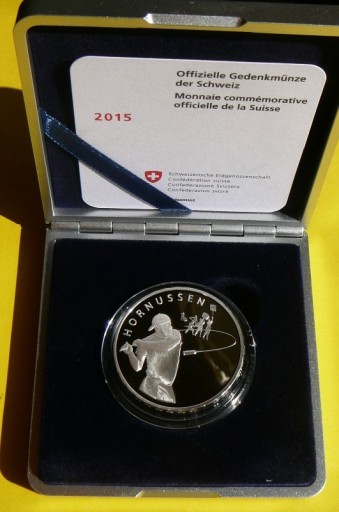 Offizielle Gedenkmünze
der Schweiz
Monnaie commémorative
officielle de la Suisse
2015
Schweizerische Eidgenossenschaft
Confédération suisse
Confederazione Svizzera
Confederaziun svizra
HORNUSSEN